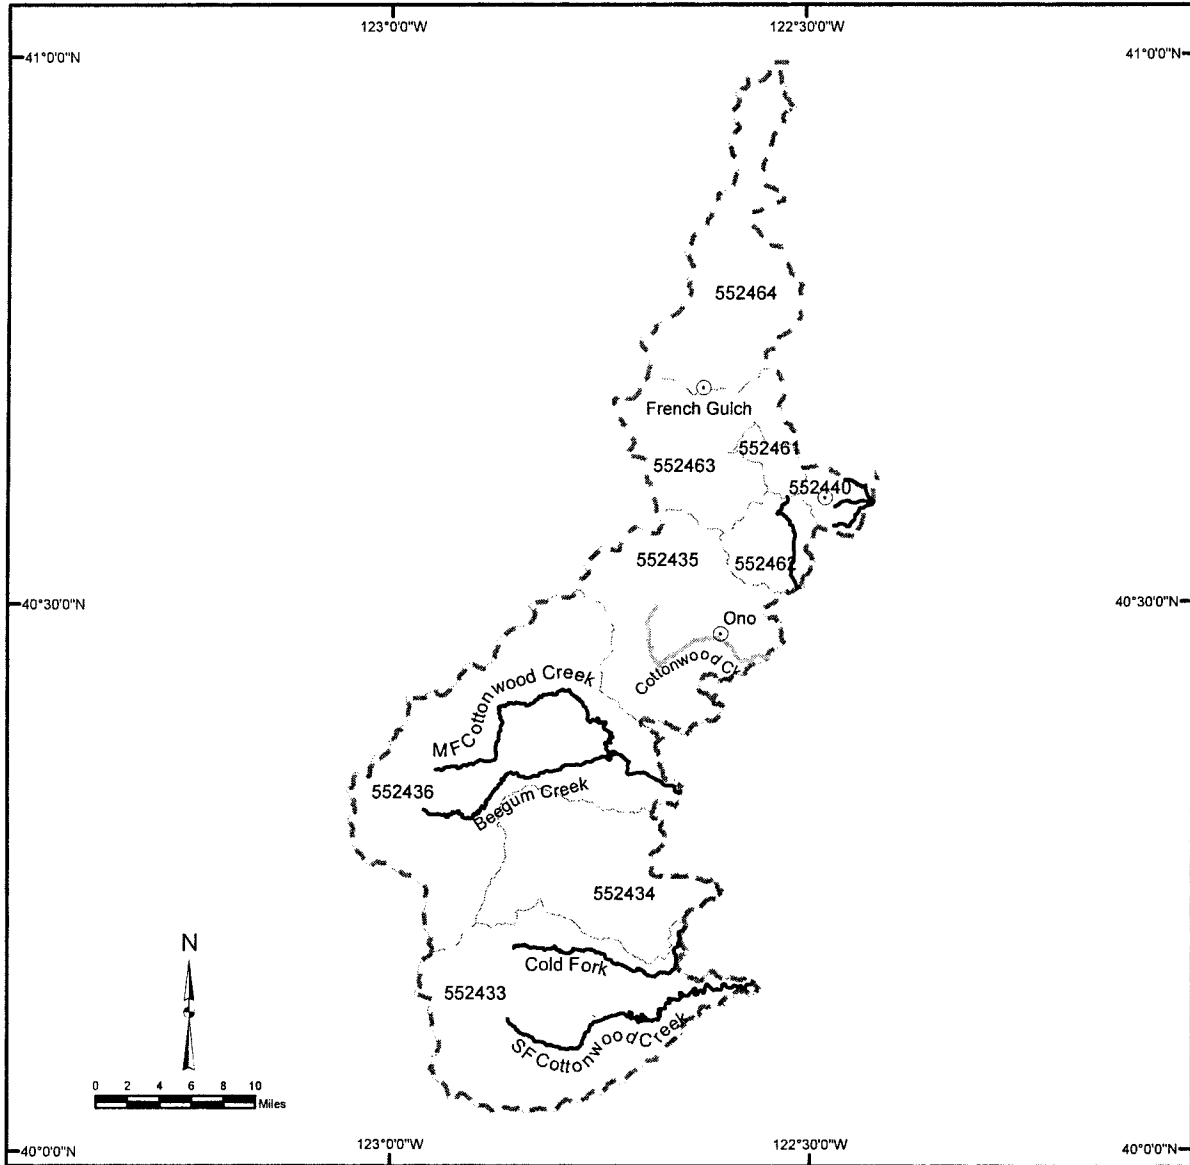 123°0'0"W
122°30'0"W
41°0'0"N
41°0'0"N
552464
French Gulch
552461
552463
552440
552435
552462
40°30'0"N
40°30'0"N
Ono
Cottonwood Ck
MFCottonwood Creek
552436
Beegum Creek
552434
N
Cold Fork
552433
SFCottonwoodCreek
0 2 4 6 8 10
Miles
123°0'0"W
122°30'0"W
40°0'0"N
40°0'0"N